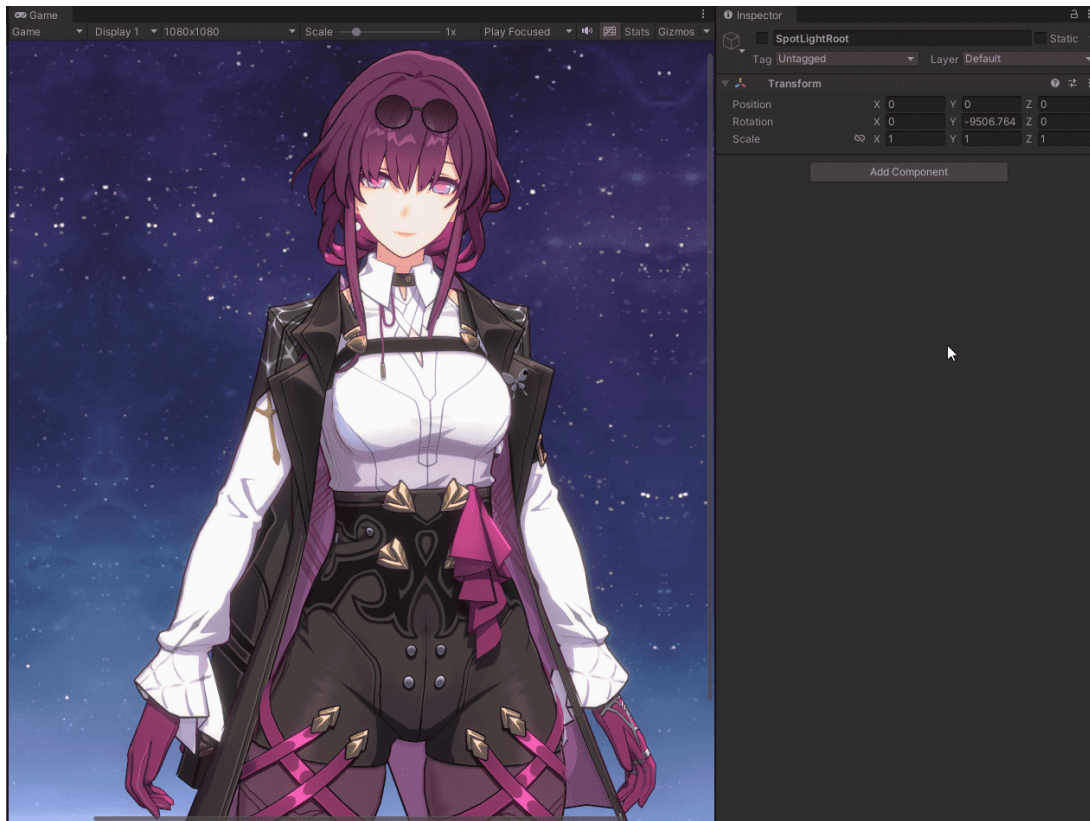 Game
Game Display 1 1080x1080 Scale 1x Play Focused Stats Gizmos
Inspector
SpotLightRoot Static
Tag Untagged Layer Default
Transform
Position X 0 Y 0 Z 0
Rotation X 0 Y -9506.764 Z 0
Scale X 1 Y 1 Z 1
Add Component